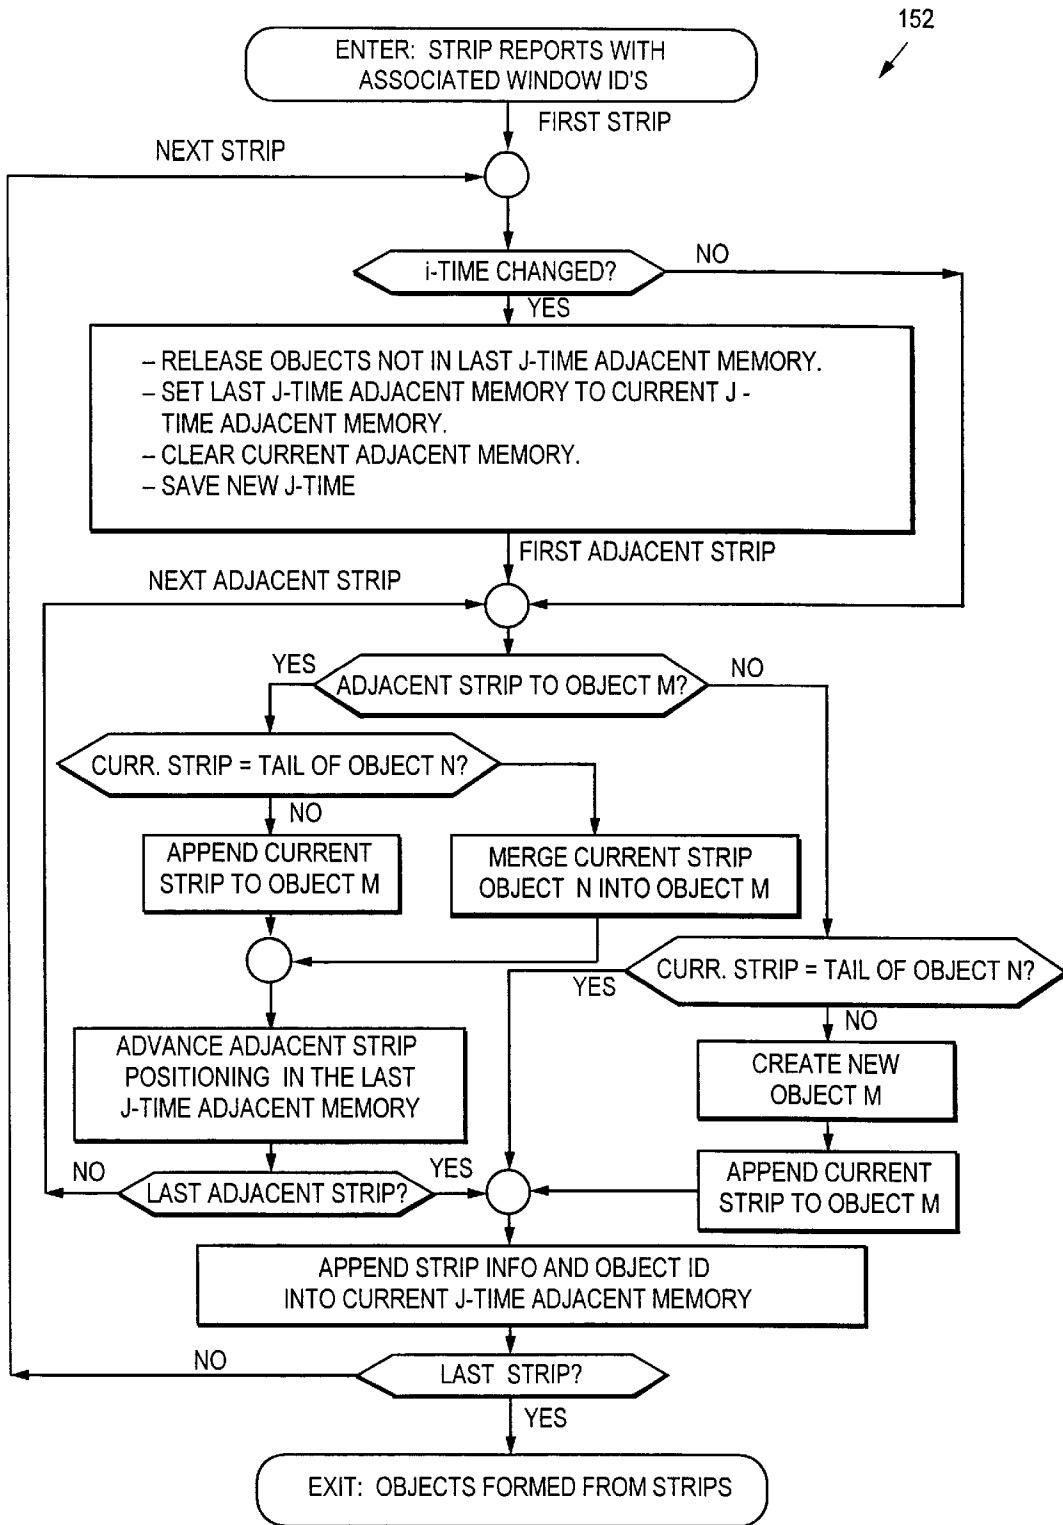 152
ENTER: STRIP REPORTS WITH
ASSOCIATED WINDOW ID'S
FIRST STRIP
NEXT STRIP
i-TIME CHANGED?
NO
YES
– RELEASE OBJECTS NOT IN LAST J-TIME ADJACENT MEMORY.
– SET LAST J-TIME ADJACENT MEMORY TO CURRENT J -
TIME ADJACENT MEMORY.
– CLEAR CURRENT ADJACENT MEMORY.
– SAVE NEW J-TIME
FIRST ADJACENT STRIP
NEXT ADJACENT STRIP
YES
ADJACENT STRIP TO OBJECT M?
NO
CURR. STRIP = TAIL OF OBJECT N?
NO
APPEND CURRENT
STRIP TO OBJECT M
MERGE CURRENT STRIP
OBJECT N INTO OBJECT M
CURR. STRIP = TAIL OF OBJECT N?
YES
NO
ADVANCE ADJACENT STRIP
POSITIONING IN THE LAST
J-TIME ADJACENT MEMORY
CREATE NEW
OBJECT M
NO
LAST ADJACENT STRIP?
YES
APPEND CURRENT
STRIP TO OBJECT M
APPEND STRIP INFO AND OBJECT ID
INTO CURRENT J-TIME ADJACENT MEMORY
NO
LAST STRIP?
YES
EXIT: OBJECTS FORMED FROM STRIPS